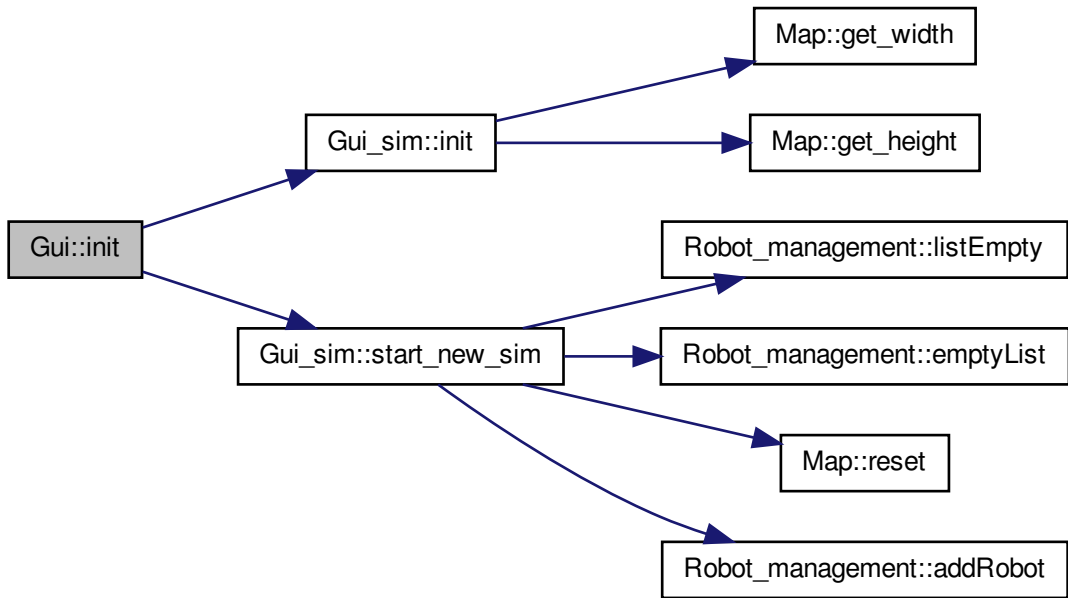 Map::get_width
Gui_sim::init
Map::get_height
Gui::init
Robot_management::listEmpty
Gui_sim::start_new_sim
Robot_management::emptyList
Map::reset
Robot_management::addRobot